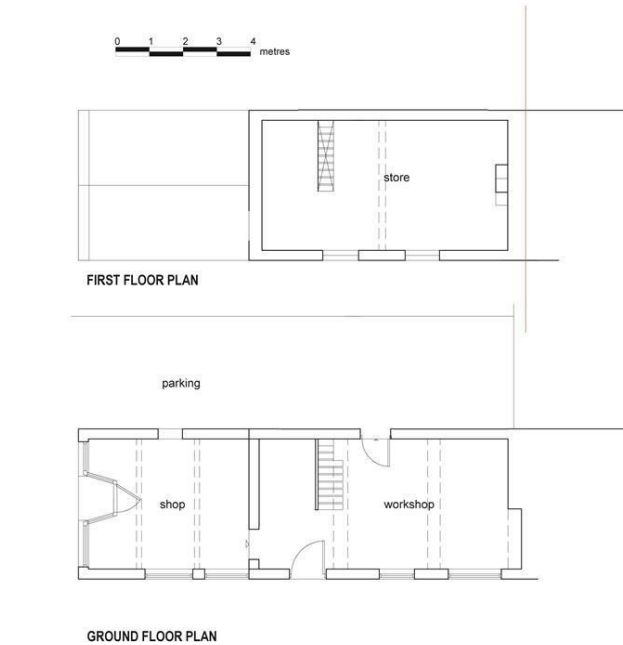 0 1 2 3 4
metres
store
FIRST FLOOR PLAN
parking
shop
workshop
GROUND FLOOR PLAN